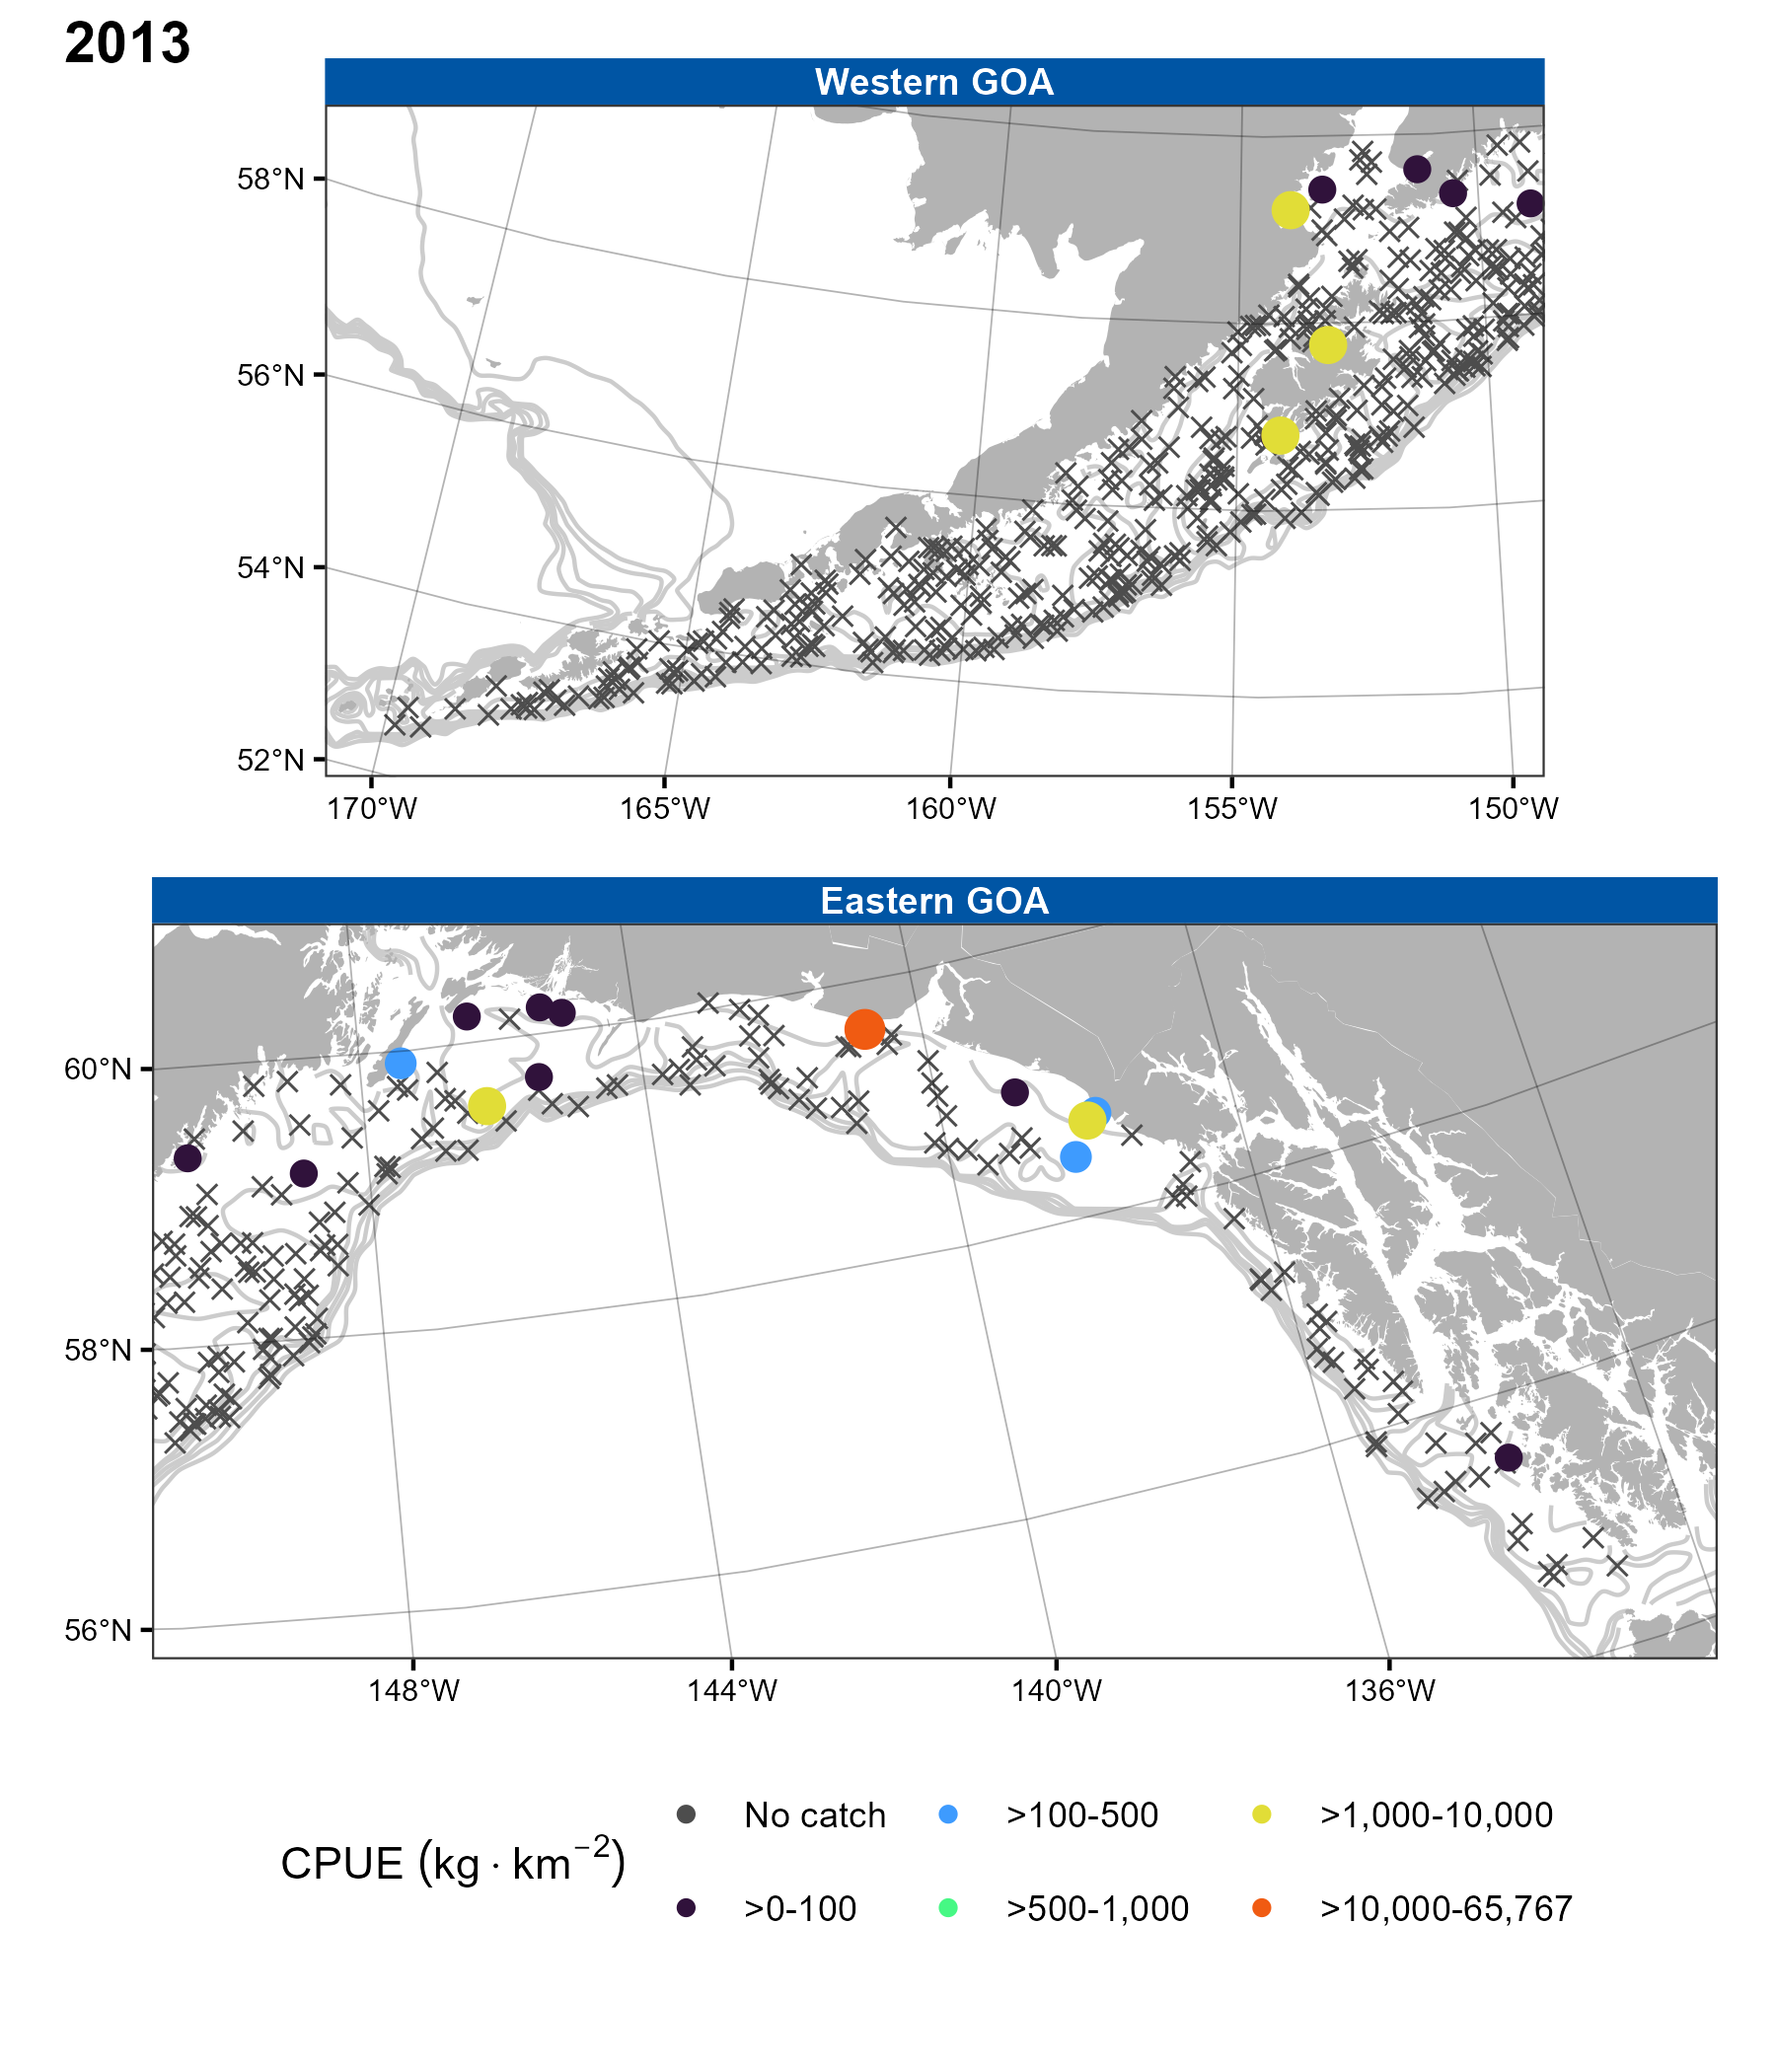 2013
Western GOA
58°N
56°N
54°N
52°N
170°W 165°W 160°W 155°W 150°W
Eastern GOA
60°N
58°N
56°N
148°W 144°W 140°W 136°W
CPUE (kg · km⁻²)
No catch >100-500 >1,000-10,000
>0-100 >500-1,000 >10,000-65,767